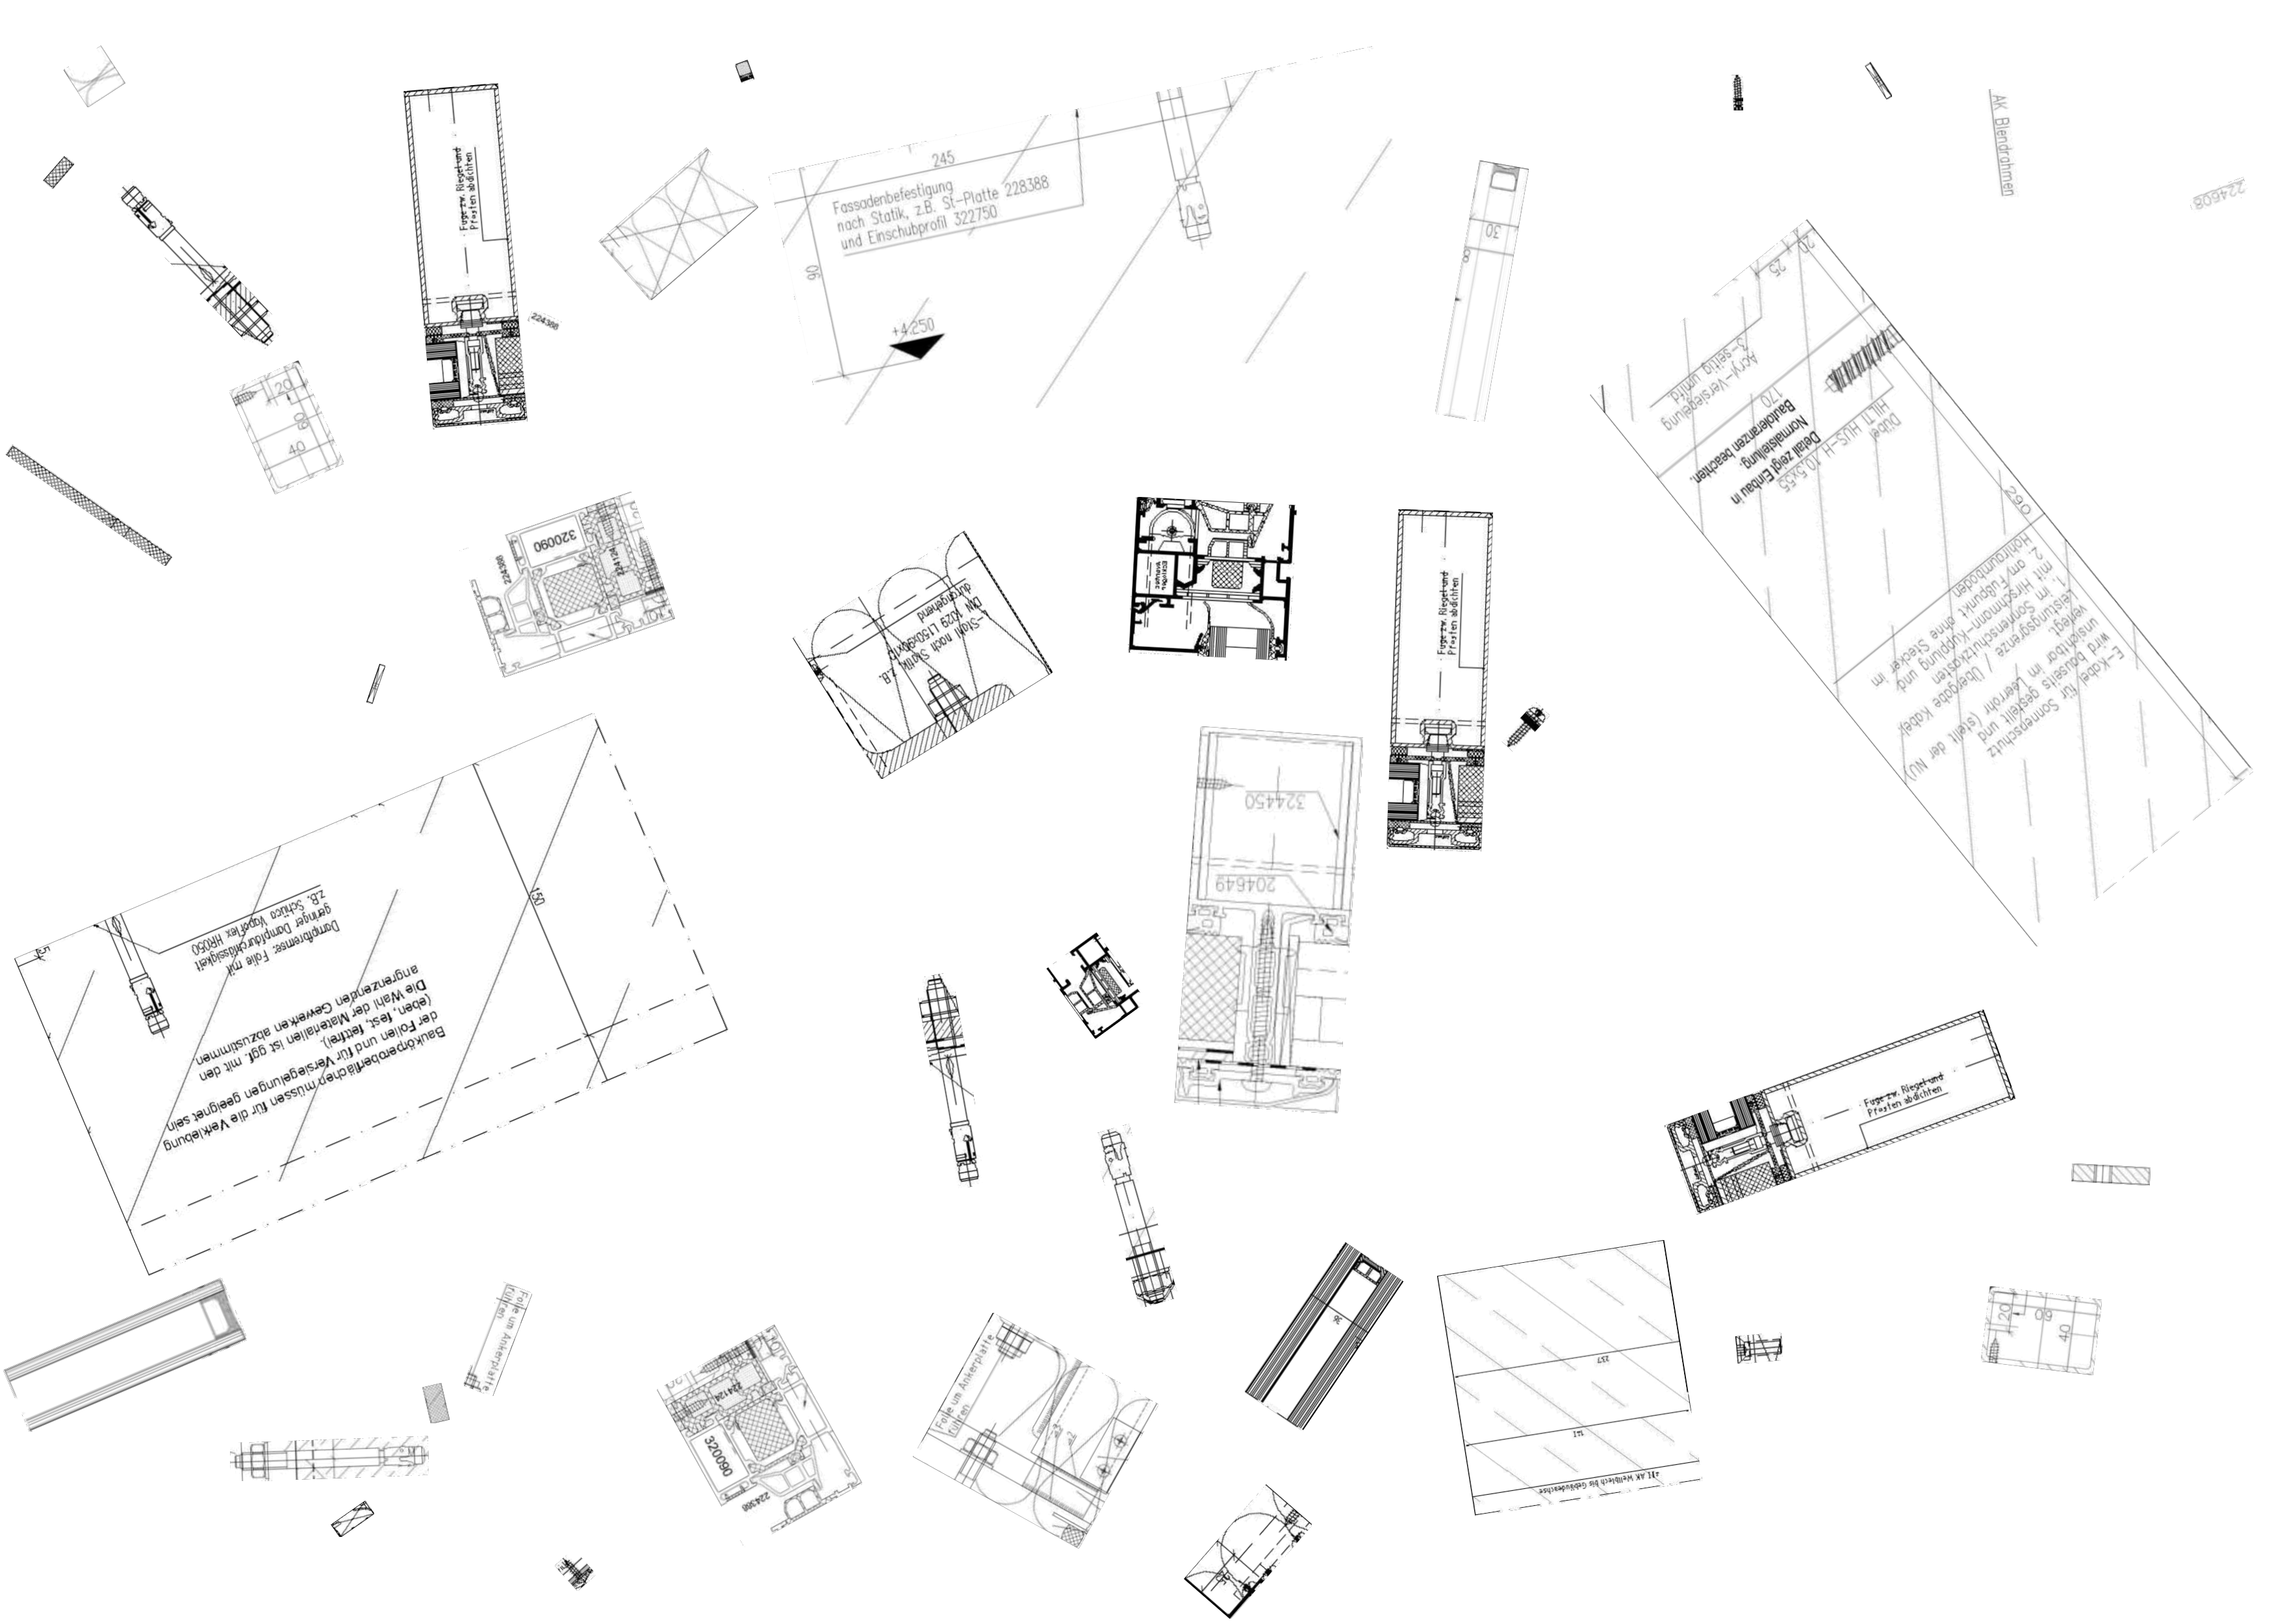 Fuge zw. Riegel und
Pfosten abdichten
224388
245
Fassadenbefestigung
nach Statik, z.B. St-Platte 228388
und Einschubprofil 322750
90
+4.250
30
8
AK Blendrahmen
224608
20
25
Acryl-Versiegelung
3-seitig umlfd.
170
Detail zeigt Einbau in
Normalstellung.
Bautoleranzen beachten.
Dübel
HILTI HUS-H 10,5x55
290
E-Kabel für Sonnenschutz
wird bauseits gestellt und
unsichtbar im Leerrohr (stellt der NU)
verlegt.
Leistungsgrenze / Übergabe Kabel:
1. im Sonnenschutzkasten
mit Hirschmann-Kupplung und
2. am Fußpunkt ohne Stecker im
Hohlraumboden
20
60
40
224388
320090
224124
L-Stahl nach Statik, z.B.
DIN 1029 L150x90x12
durchgehend
Fuge zw. Riegel und
Pfosten abdichten
324450
204649
5
Dampfbremse: Folie mit
geringer Dampfdurchlässigkeit
z.B. Schüco VapoFlex HR050
150
Baukörperoberflächen müssen für die Verklebung
der Folien und für Versiegelungen geeignet sein
(eben, fest, fettfrei).
Die Wahl der Materialien ist ggf. mit den
angrenzenden Gewerken abzustimmen.
Fuge zw. Riegel und
Pfosten abdichten
Folie um Ankerplatte
führen
224124
320090
224388
Folie um Ankerplatte
führen
36
257
141
AK Wellblech bis Gebäudeachse
20
60
40